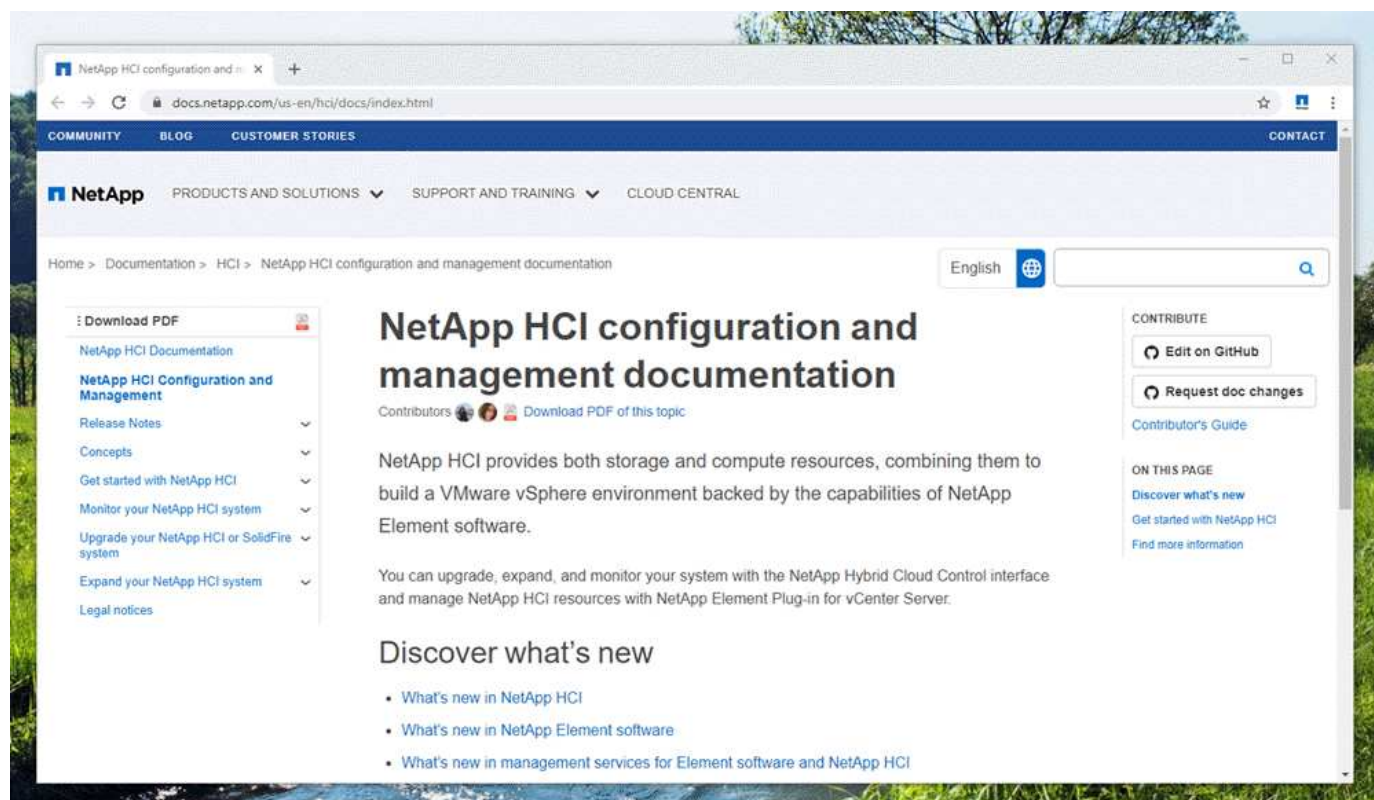 NetApp HCI configuration and n
docs.netapp.com/us-en/hci/docs/index.html
COMMUNITY BLOG CUSTOMER STORIES CONTACT
NetApp PRODUCTS AND SOLUTIONS SUPPORT AND TRAINING CLOUD CENTRAL
Home > Documentation > HCI > NetApp HCI configuration and management documentation
English
Download PDF
NetApp HCI Documentation
NetApp HCI Configuration and
Management
Release Notes
Concepts
Get started with NetApp HCI
Monitor your NetApp HCI system
Upgrade your NetApp HCI or SolidFire
system
Expand your NetApp HCI system
Legal notices
NetApp HCI configuration and
management documentation
Contributors Download PDF of this topic
NetApp HCI provides both storage and compute resources, combining them to
build a VMware vSphere environment backed by the capabilities of NetApp
Element software.
You can upgrade, expand, and monitor your system with the NetApp Hybrid Cloud Control interface
and manage NetApp HCI resources with NetApp Element Plug-in for vCenter Server.
Discover what's new
• What's new in NetApp HCI
• What's new in NetApp Element software
• What's new in management services for Element software and NetApp HCI
CONTRIBUTE
Edit on GitHub
Request doc changes
Contributor's Guide
ON THIS PAGE
Discover what's new
Get started with NetApp HCI
Find more information